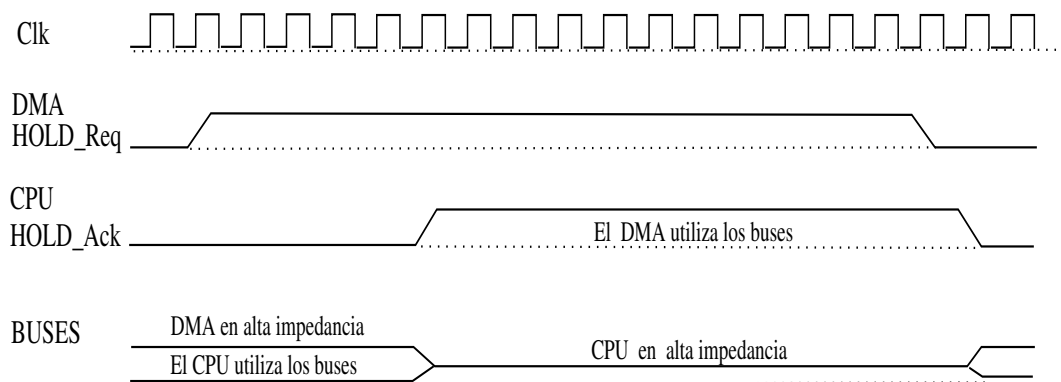 Clk
DMA
HOLD_Req
CPU
HOLD_Ack
El DMA utiliza los buses
BUSES
DMA en alta impedancia
El CPU utiliza los buses
CPU en alta impedancia